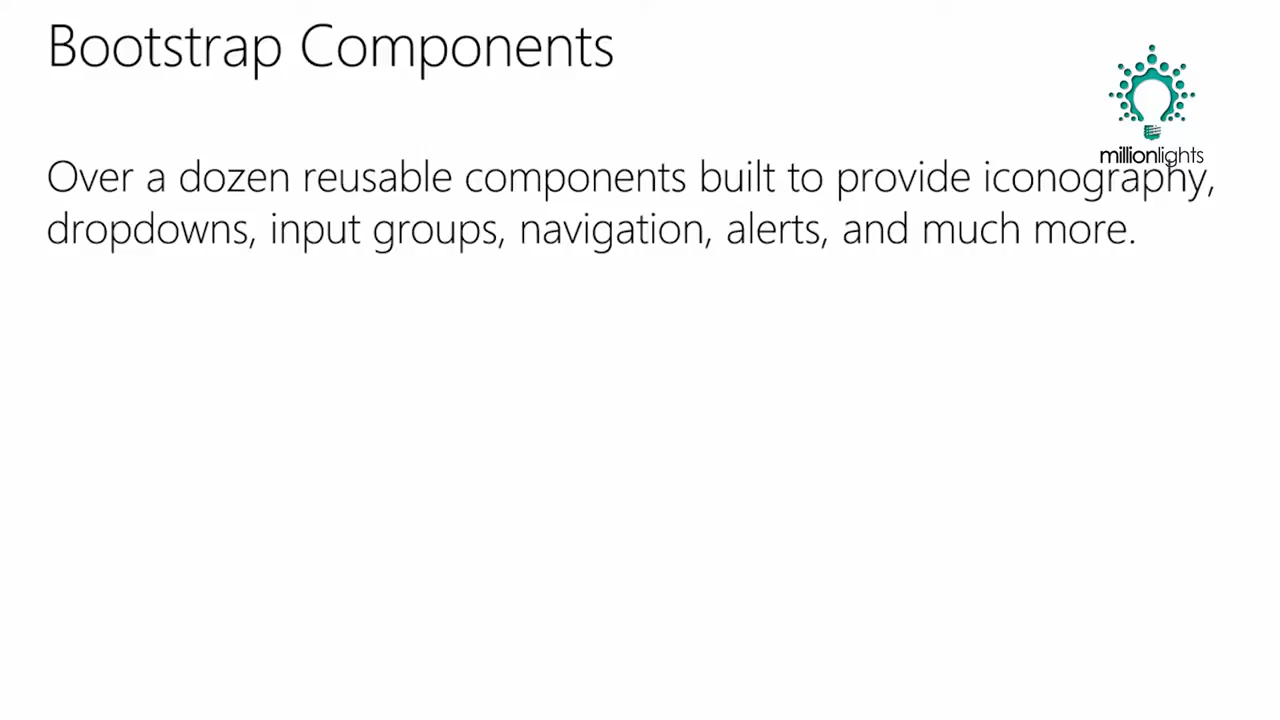 Bootstrap Components
millionlights
Over a dozen reusable components built to provide iconography,
dropdowns, input groups, navigation, alerts, and much more.